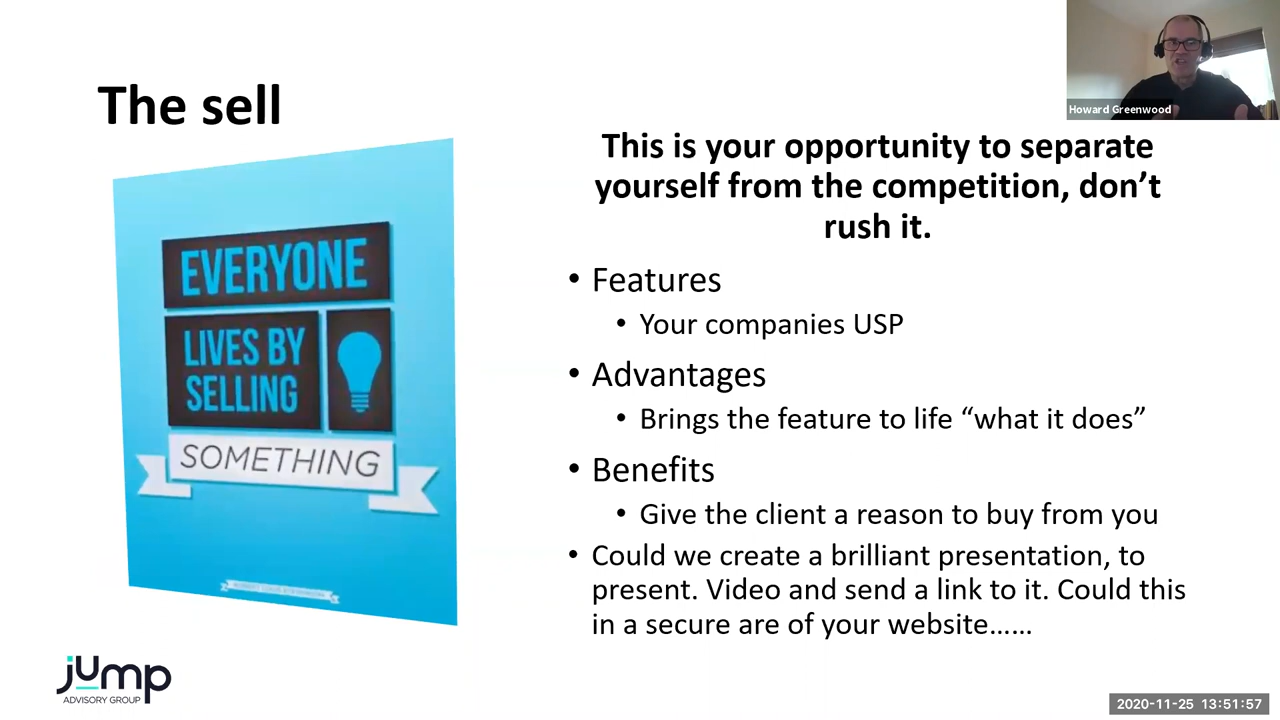 Howard Greenwood
The sell
This is your opportunity to separate
yourself from the competition, don’t
rush it.
EVERYONE
LIVES BY
SELLING
SOMETHING
• Features
• Your companies USP
• Advantages
• Brings the feature to life “what it does”
• Benefits
• Give the client a reason to buy from you
• Could we create a brilliant presentation, to
present. Video and send a link to it. Could this
in a secure are of your website……
jump
ADVISORY GROUP
2020-11-25 13:51:57